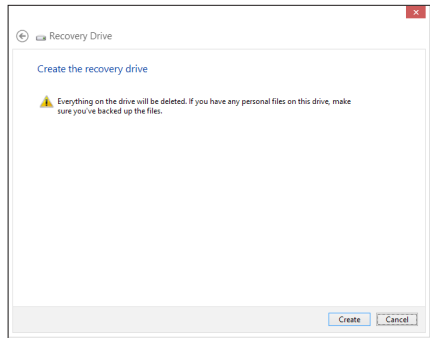 Recovery Drive
Create the recovery drive
Everything on the drive will be deleted. If you have any personal files on this drive, make
sure you've backed up the files.
Create Cancel